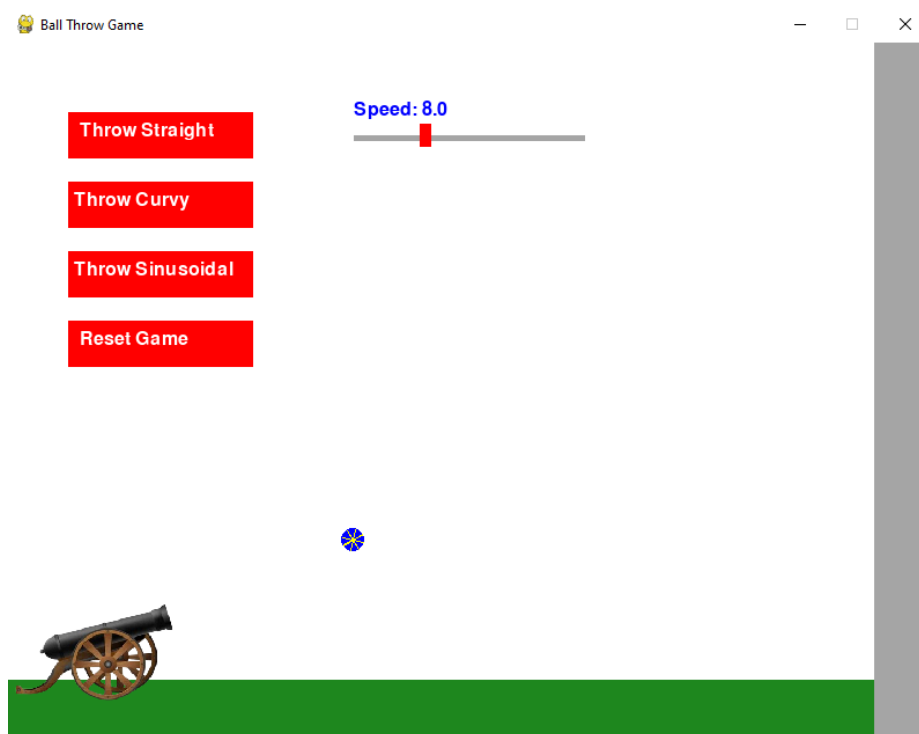 Ball Throw Game
Speed: 8.0
Throw Straight
Throw Curvy
Throw Sinusoidal
Reset Game